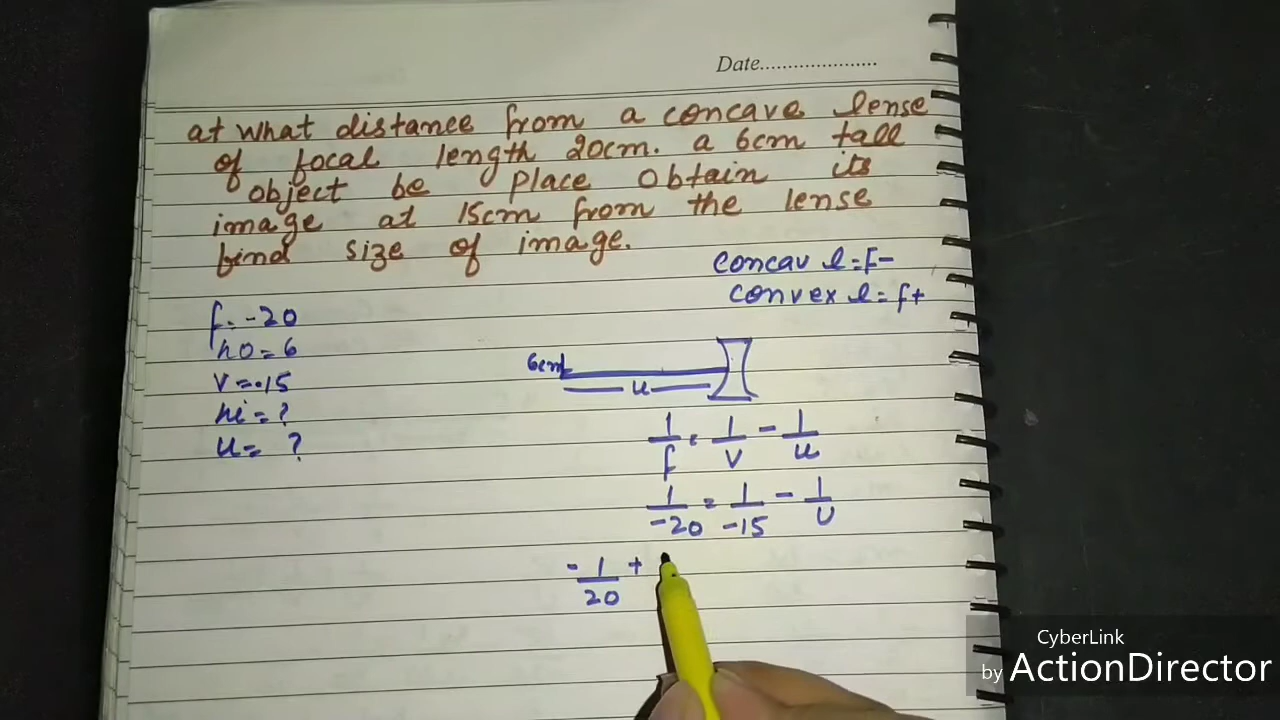 Date.....................
at what distance from a concave lense
of focal length 20cm. a 6cm tall
object be place obtain its
image at 15cm from the lense
find size of image.
concav l=f-
convex l=f+
f=-20
ho=6
v=-15
hi=?
u=?
6cm
u
1/f = 1/v - 1/u
1/-20 = 1/-15 - 1/u
-1/20 +
CyberLink
by ActionDirector